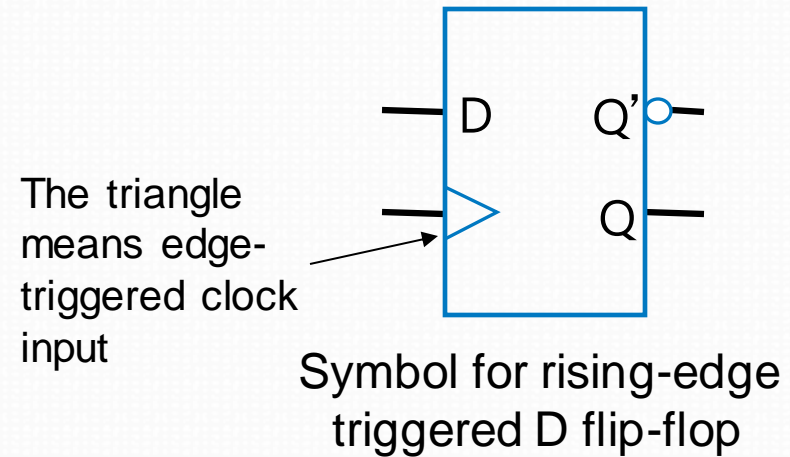 D Q’
Q
The triangle
means edge-
triggered clock
input
Symbol for rising-edge
triggered D flip-flop